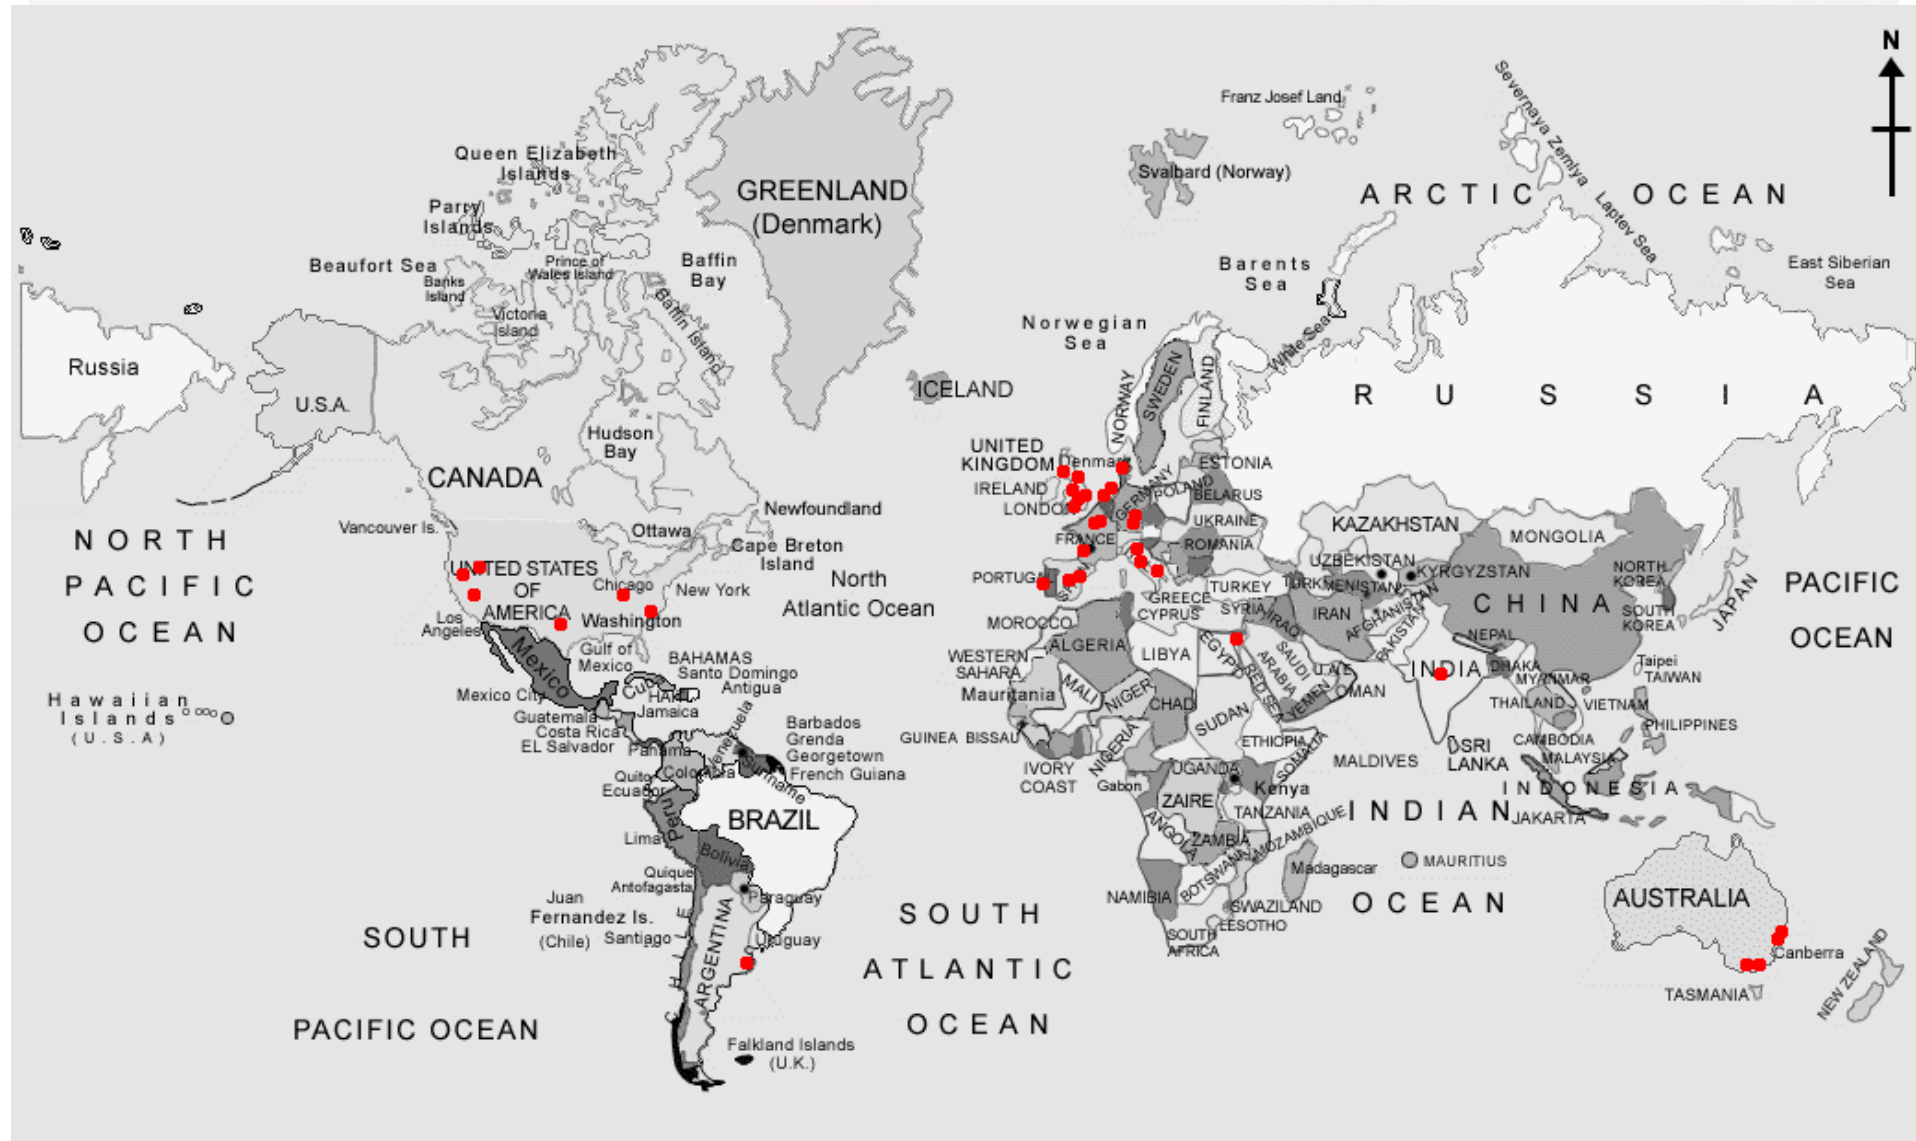 N
Severnaya Zemlya
Franz Josef Land
Queen Elizabeth
Islands
Svalbard (Norway)
GREENLAND
(Denmark)
ARCTIC OCEAN
Laptev Sea
Parry
Islands
Beaufort Sea
Banks
Island
Prince of
Wales Island
Baffin
Bay
Barents
Sea
East Siberian
Sea
Victoria
Island
Baffin Island
Norwegian
Sea
White Sea
Russia
U.S.A.
ICELAND
NORWAY
SWEDEN
FINLAND
RUSSIA
Hudson
Bay
CANADA
UNITED
KINGDOM
Denmark
ESTONIA
IRELAND
GERMANY
POLAND
BELARUS
LONDON
Newfoundland
Vancouver Is.
Ottawa
UKRAINE
KAZAKHSTAN
MONGOLIA
NORTH
PACIFIC
OCEAN
Cape Breton
Island
FRANCE
ROMANIA
UZBEKISTAN
KYRGYZSTAN
UNITED STATES
OF
AMERICA
Chicago
New York
North
Atlantic Ocean
PORTUGAL
SPAIN
TURKEY
TURKMENISTAN
NORTH
KOREA
JAPAN
PACIFIC
OCEAN
GREECE
CYPRUS
SYRIA
IRAQ
IRAN
AFGHANISTAN
PAKISTAN
CHINA
SOUTH
KOREA
Los
Angeles
Washington
MOROCCO
NEPAL
Mexico
Gulf of
Mexico
BAHAMAS
Santo Domingo
Antigua
WESTERN
SAHARA
ALGERIA
LIBYA
EGYPT
SAUDI
ARABIA
U.A.E
OMAN
INDIA
DHAKA
MYANMAR
Taipei
TAIWAN
Hawaiian
Islands
(U.S.A)
Mexico City
Cuba
HAITI
Jamaica
Mauritania
MALI
NIGER
CHAD
RED SEA
YEMEN
THAILAND
VIETNAM
Guatemala
Costa Rica
EL Salvador
Panama
Venezuela
Barbados
Grenda
Georgetown
French Guiana
Suriname
GUINEA BISSAU
SUDAN
ETHIOPIA
SOMALIA
PHILIPPINES
CAMBODIA
MALAYSIA
SRI
LANKA
MALDIVES
Quito
Ecuador
Colombia
IVORY
COAST
NIGERIA
Gabon
UGANDA
Kenya
INDONESIA
ZAIRE
TANZANIA
INDIAN
OCEAN
JAKARTA
Peru
BRAZIL
Lima
Bolivia
ANGOLA
ZAMBIA
MOZAMBIQUE
MAURITIUS
Madagascar
Quique
Antofagasta
Paraguay
NAMIBIA
BOTSWANA
AUSTRALIA
Juan
Fernandez Is.
(Chile)
Santiago
Uruguay
CHILE
ARGENTINA
SWAZILAND
LESOTHO
SOUTH
AFRICA
SOUTH
PACIFIC OCEAN
SOUTH
ATLANTIC
OCEAN
Canberra
TASMANIA
NEW ZEALAND
Falkland Islands
(U.K.)